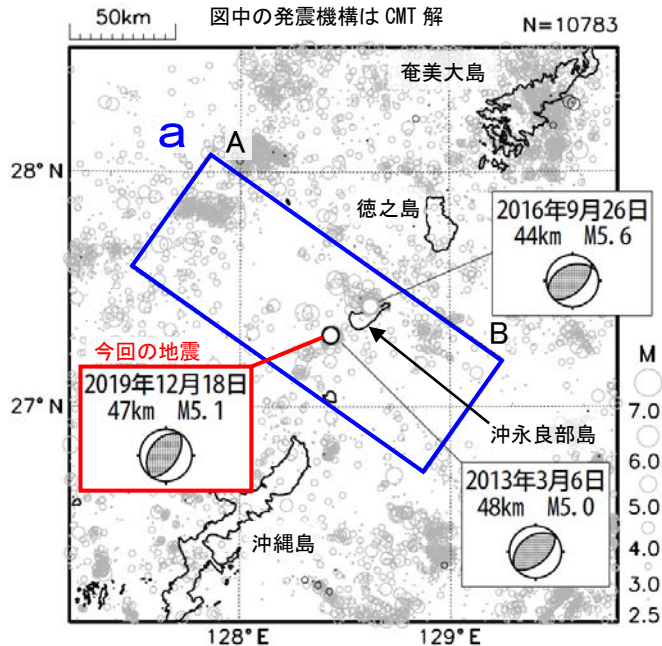 50km
図中の発震機構は CMT 解
N=10783
奄美大島
a
A
28°N
徳之島
2016年9月26日
44km M5.6
今回の地震
B
M
2019年12月18日
47km M5.1
27°N
沖永良部島
7.0
6.0
2013年3月6日
48km M5.0
5.0
沖縄島
4.0
3.0
2.5
128°E
129°E